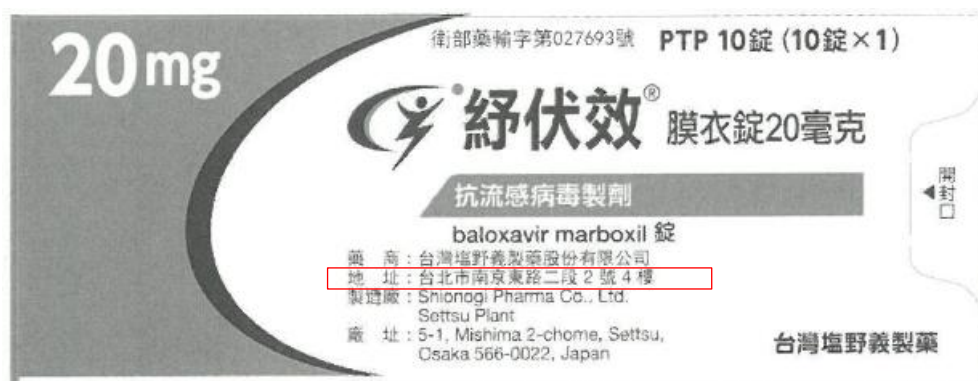 20mg
衛部藥輸字第027693號 PTP 10錠 (10錠×1)
紓伏效® 膜衣錠20毫克
開封口
抗流感病毒製劑
baloxavir marboxil 錠
藥 商：台灣塩野義製藥股份有限公司
地 址：台北市南京東路二段2號4樓
製造廠：Shionogi Pharma Co., Ltd.
Settsu Plant
廠 址：5-1, Mishima 2-chome, Settsu,
Osaka 566-0022, Japan
台灣塩野義製藥